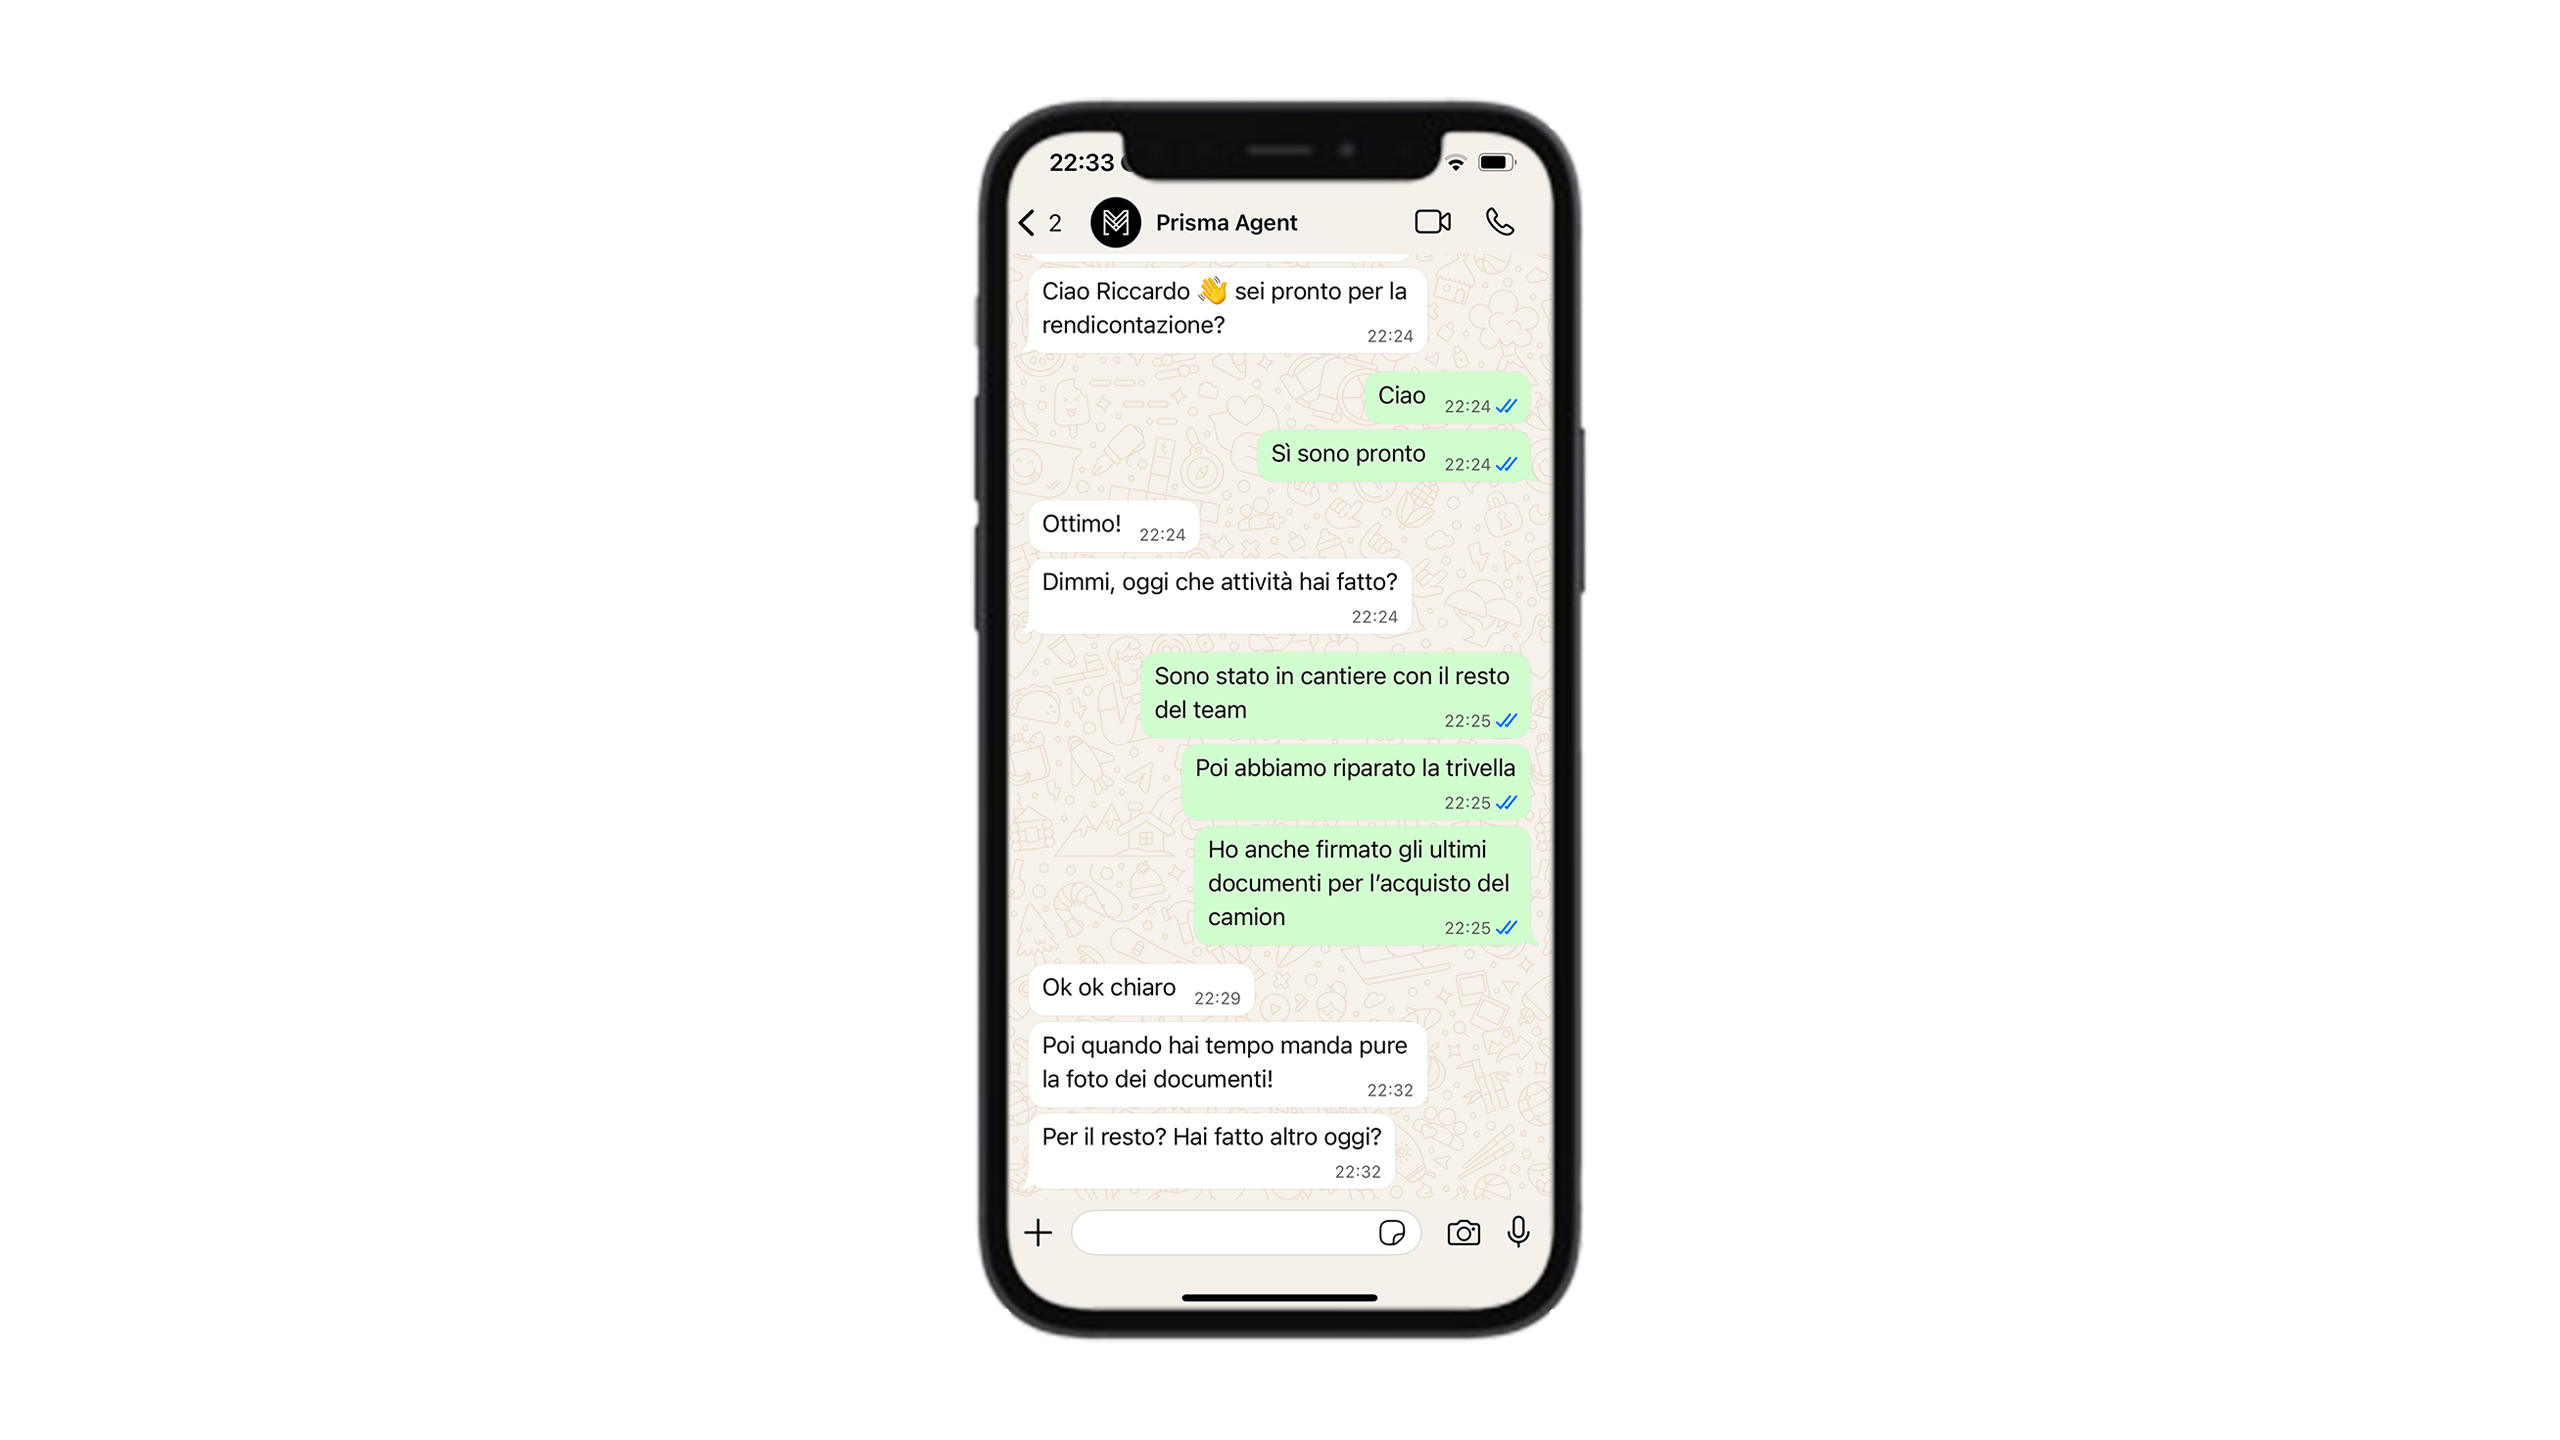 22:33
2
Prisma Agent
Ciao Riccardo 👋 sei pronto per la
rendicontazione?
22:24
Ciao 22:24
Sì sono pronto 22:24
Ottimo! 22:24
Dimmi, oggi che attività hai fatto?
22:24
Sono stato in cantiere con il resto
del team 22:25
Poi abbiamo riparato la trivella
22:25
Ho anche firmato gli ultimi
documenti per l’acquisto del
camion 22:25
Ok ok chiaro 22:29
Poi quando hai tempo manda pure
la foto dei documenti! 22:32
Per il resto? Hai fatto altro oggi?
22:32